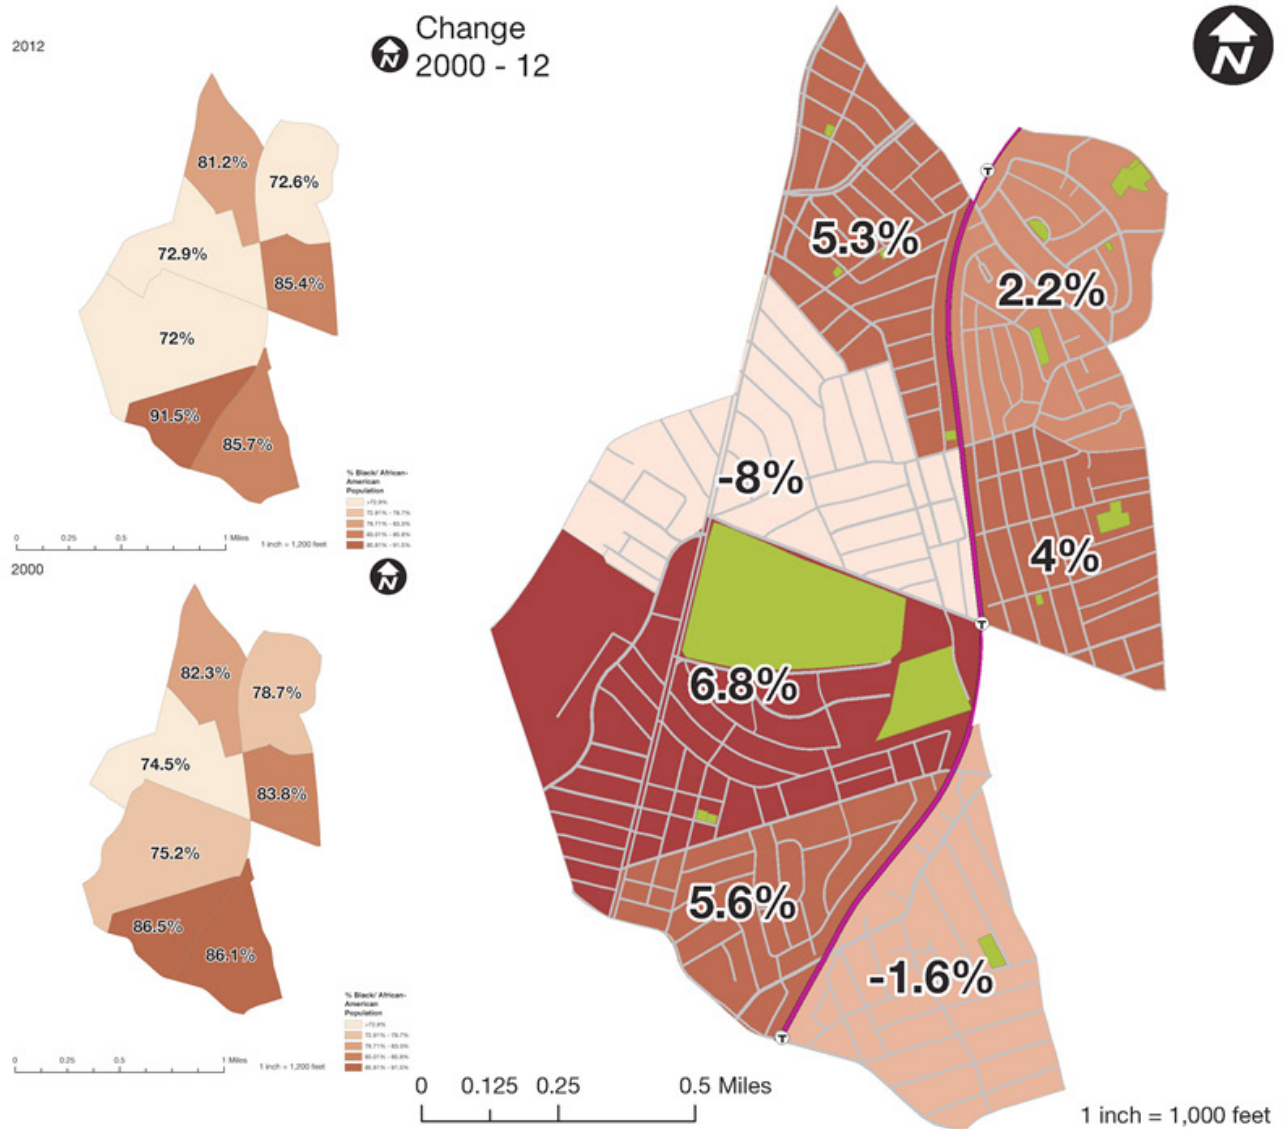 2012
N
Change
2000 - 12
N
81.2%
72.6%
72.9%
85.4%
72%
91.5%
85.7%
% Black/ African-
American
Population
0 0.25 0.5 1 Miles
1 inch = 1,200 feet
2000
N
82.3%
78.7%
74.5%
83.8%
75.2%
86.5%
86.1%
% Black/ African-
American
Population
0 0.25 0.5 1 Miles
1 inch = 1,200 feet
T
5.3%
2.2%
-8%
4%
T
6.8%
5.6%
-1.6%
T
0 0.125 0.25 0.5 Miles
1 inch = 1,000 feet